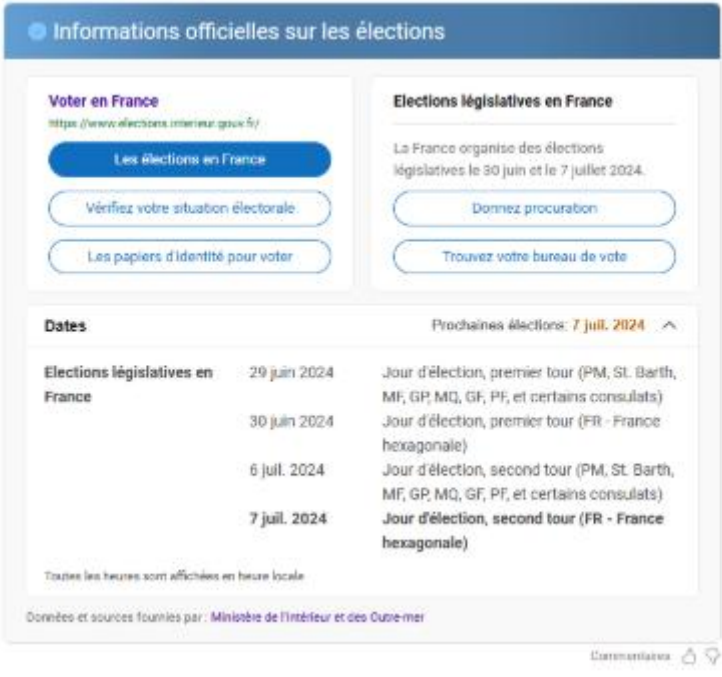 Informations officielles sur les élections
Voter en France
https://www.elections.interieur.gouv.fr/
Les élections en France
Vérifiez votre situation électorale
Les papiers d'identité pour voter
Elections législatives en France
La France organise des élections
législatives le 30 juin et le 7 juillet 2024.
Donnez procuration
Trouvez votre bureau de vote
Dates
Prochaines élections: 7 juil. 2024
Elections législatives en
France
29 juin 2024
Jour d'élection, premier tour (PM, St. Barth,
MF, GP, MQ, GF, PF, et certains consulats)
30 juin 2024
Jour d'élection, premier tour (FR - France
hexagonale)
6 juil. 2024
Jour d'élection, second tour (PM, St. Barth,
MF, GP, MQ, GF, PF, et certains consulats)
7 juil. 2024
Jour d'élection, second tour (FR - France
hexagonale)
Toutes les heures sont affichées en heure locale
Données et sources fournies par : Ministère de l'Intérieur et des Outre-mer
Commentaires